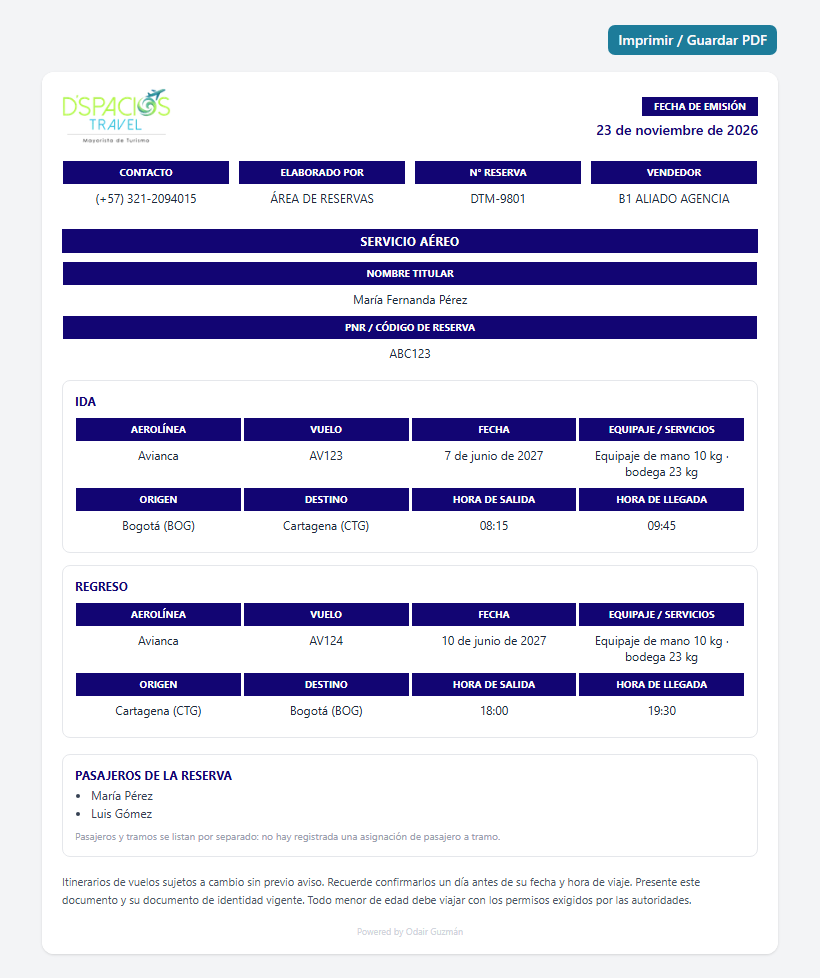 Imprimir / Guardar PDF
D'SPACIOS
TRAVEL
Mayorista de Turismo
FECHA DE EMISIÓN
23 de noviembre de 2026
CONTACTO ELABORADO POR N° RESERVA VENDEDOR
(+57) 321-2094015 ÁREA DE RESERVAS DTM-9801 B1 ALIADO AGENCIA
SERVICIO AÉREO
NOMBRE TITULAR
María Fernanda Pérez
PNR / CÓDIGO DE RESERVA
ABC123
IDA
AEROLÍNEA VUELO FECHA EQUIPAJE / SERVICIOS
Avianca AV123 7 de junio de 2027 Equipaje de mano 10 kg ·
bodega 23 kg
ORIGEN DESTINO HORA DE SALIDA HORA DE LLEGADA
Bogotá (BOG) Cartagena (CTG) 08:15 09:45
REGRESO
AEROLÍNEA VUELO FECHA EQUIPAJE / SERVICIOS
Avianca AV124 10 de junio de 2027 Equipaje de mano 10 kg ·
bodega 23 kg
ORIGEN DESTINO HORA DE SALIDA HORA DE LLEGADA
Cartagena (CTG) Bogotá (BOG) 18:00 19:30
PASAJEROS DE LA RESERVA
• María Pérez
• Luis Gómez
Pasajeros y tramos se listan por separado: no hay registrada una asignación de pasajero a tramo.
Itinerarios de vuelos sujetos a cambio sin previo aviso. Recuerde confirmarlos un día antes de su fecha y hora de viaje. Presente este
documento y su documento de identidad vigente. Todo menor de edad debe viajar con los permisos exigidos por las autoridades.
Powered by Odair Guzmán